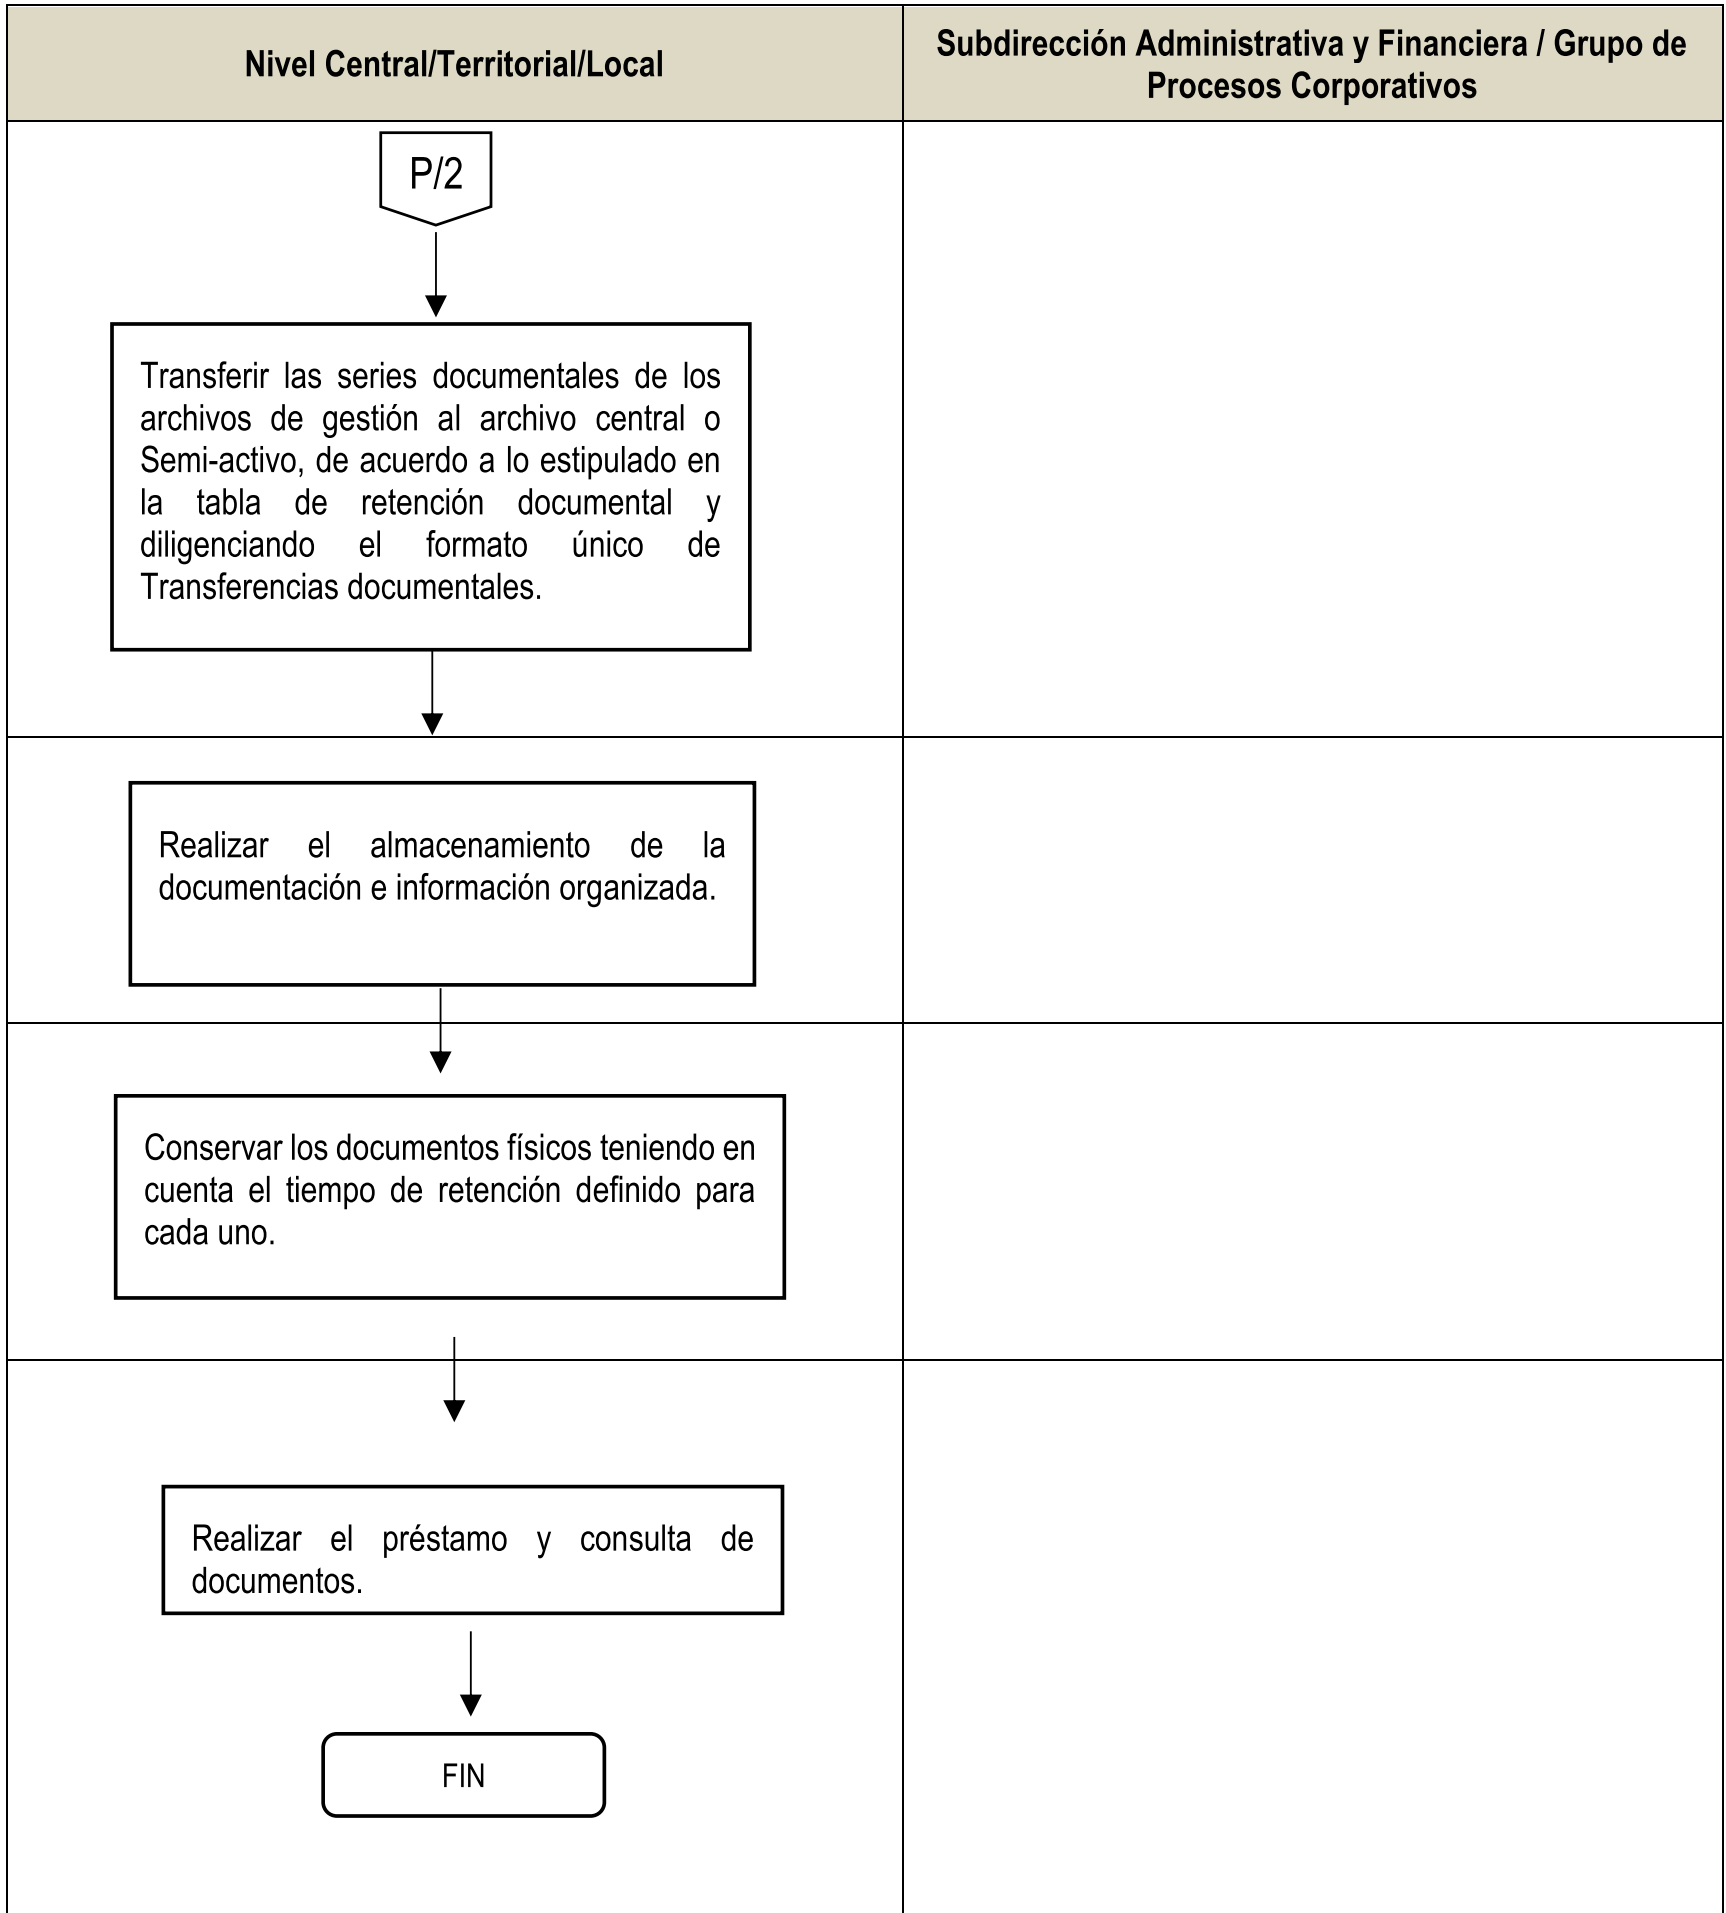 Nivel Central/Territorial/Local
Subdirección Administrativa y Financiera / Grupo de
Procesos Corporativos
P/2
Transferir las series documentales de los
archivos de gestión al archivo central o
Semi-activo, de acuerdo a lo estipulado en
la tabla de retención documental y
diligenciando el formato único de
Transferencias documentales.
Realizar el almacenamiento de la
documentación e información organizada.
Conservar los documentos físicos teniendo en
cuenta el tiempo de retención definido para
cada uno.
Realizar el préstamo y consulta de
documentos.
FIN